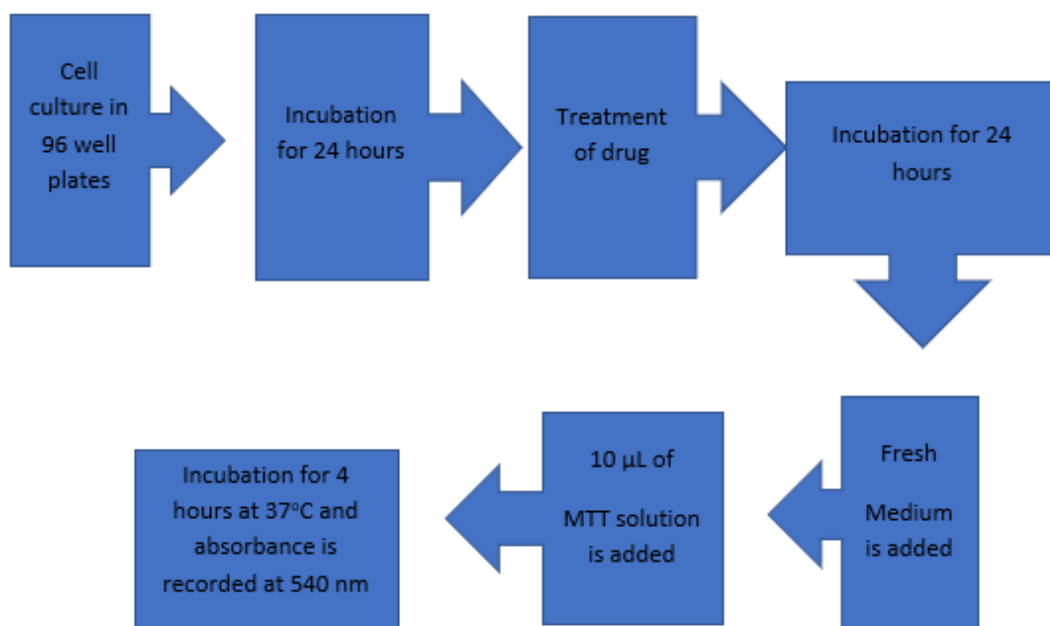 Cell
culture in
96 well
plates
Incubation
for 24 hours
Treatment
of drug
Incubation for 24
hours
Fresh
Medium
is added
10 µL of
MTT solution
is added
Incubation for 4
hours at 37°C and
absorbance is
recorded at 540 nm